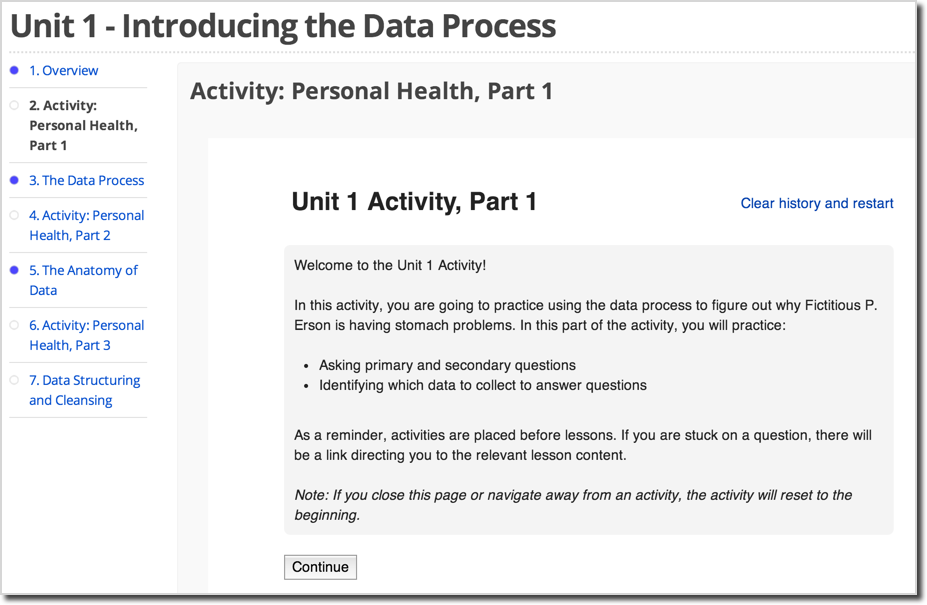 Unit 1 - Introducing the Data Process
1. Overview
2. Activity:
Personal Health,
Part 1
3. The Data Process
4. Activity: Personal
Health, Part 2
5. The Anatomy of
Data
6. Activity: Personal
Health, Part 3
7. Data Structuring
and Cleansing
Activity: Personal Health, Part 1
Unit 1 Activity, Part 1
Clear history and restart
Welcome to the Unit 1 Activity!
In this activity, you are going to practice using the data process to figure out why Fictitious P.
Erson is having stomach problems. In this part of the activity, you will practice:
• Asking primary and secondary questions
• Identifying which data to collect to answer questions
As a reminder, activities are placed before lessons. If you are stuck on a question, there will
be a link directing you to the relevant lesson content.
Note: If you close this page or navigate away from an activity, the activity will reset to the
beginning.
Continue